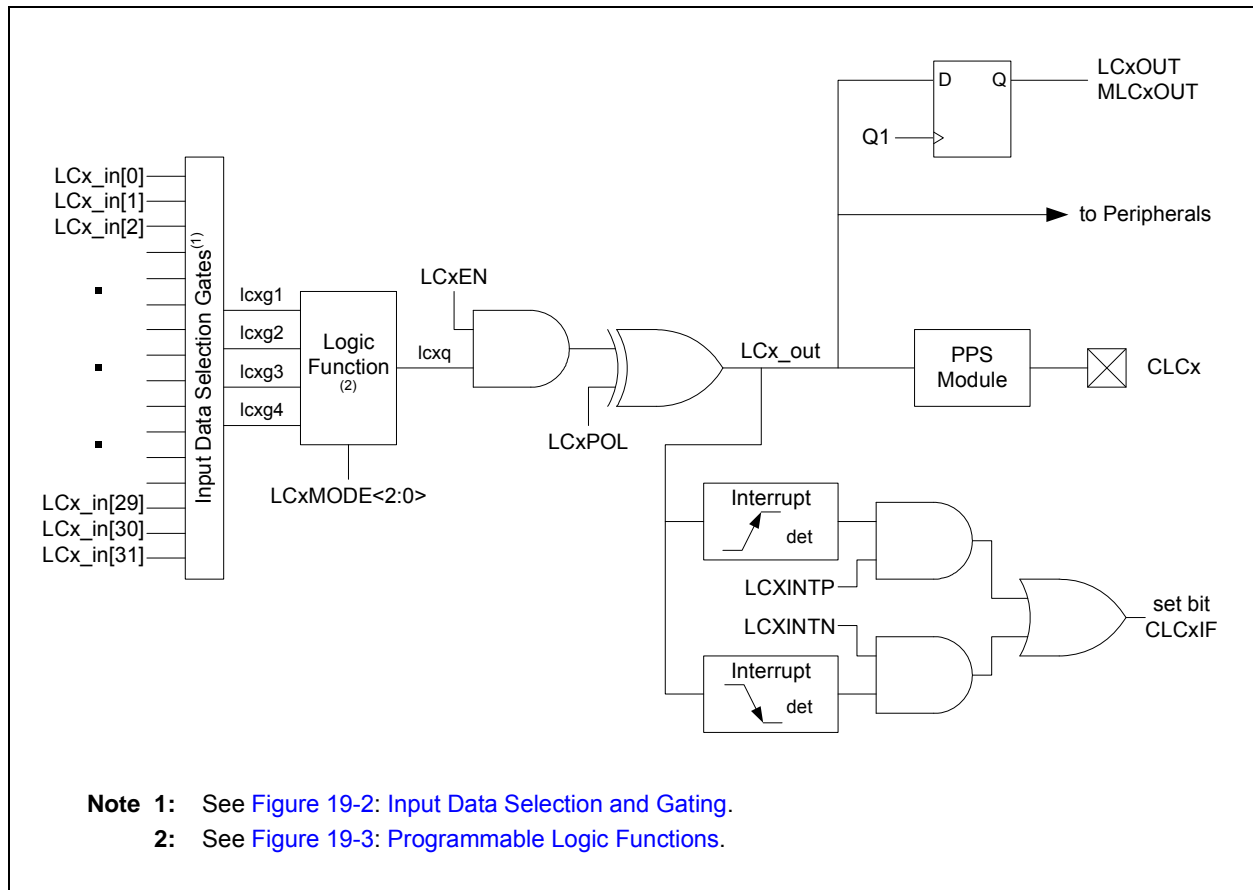 LCxOUT
MLCxOUT
D Q
Q1
LCx_in[0]
LCx_in[1]
LCx_in[2]
to Peripherals
Input Data Selection Gates(1)
LCxEN
lcxg1
lcxg2
lcxg3
lcxg4
Logic
Function
(2)
lcxq
LCx_out
PPS
Module
CLCx
LCxPOL
LCxMODE<2:0>
LCx_in[29]
LCx_in[30]
LCx_in[31]
Interrupt
det
LCXINTP
LCXINTN
set bit
CLCxIF
Interrupt
det
Note 1: See Figure 19-2: Input Data Selection and Gating.
2: See Figure 19-3: Programmable Logic Functions.